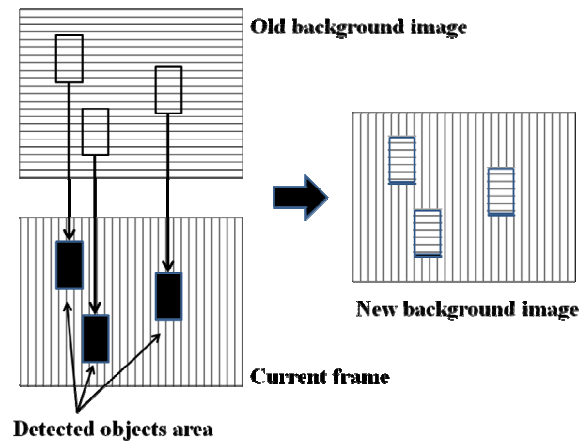 Old background image
New background image
Current frame
Detected objects area